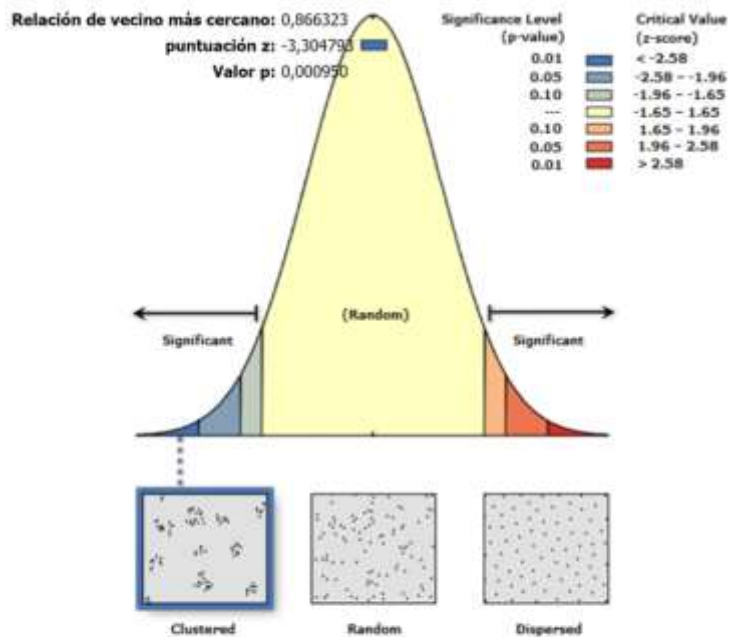 Relación de vecino más cercano: 0,866323
puntuación z: -3,304793
Valor p: 0,000950
Significance Level
(p-value)
Critical Value
(z-score)
0.01 < -2.58
0.05 -2.58 – -1.96
0.10 -1.96 – -1.65
--- -1.65 – 1.65
0.10 1.65 – 1.96
0.05 1.96 – 2.58
0.01 > 2.58
(Random)
Significant
Significant
Clustered
Random
Dispersed